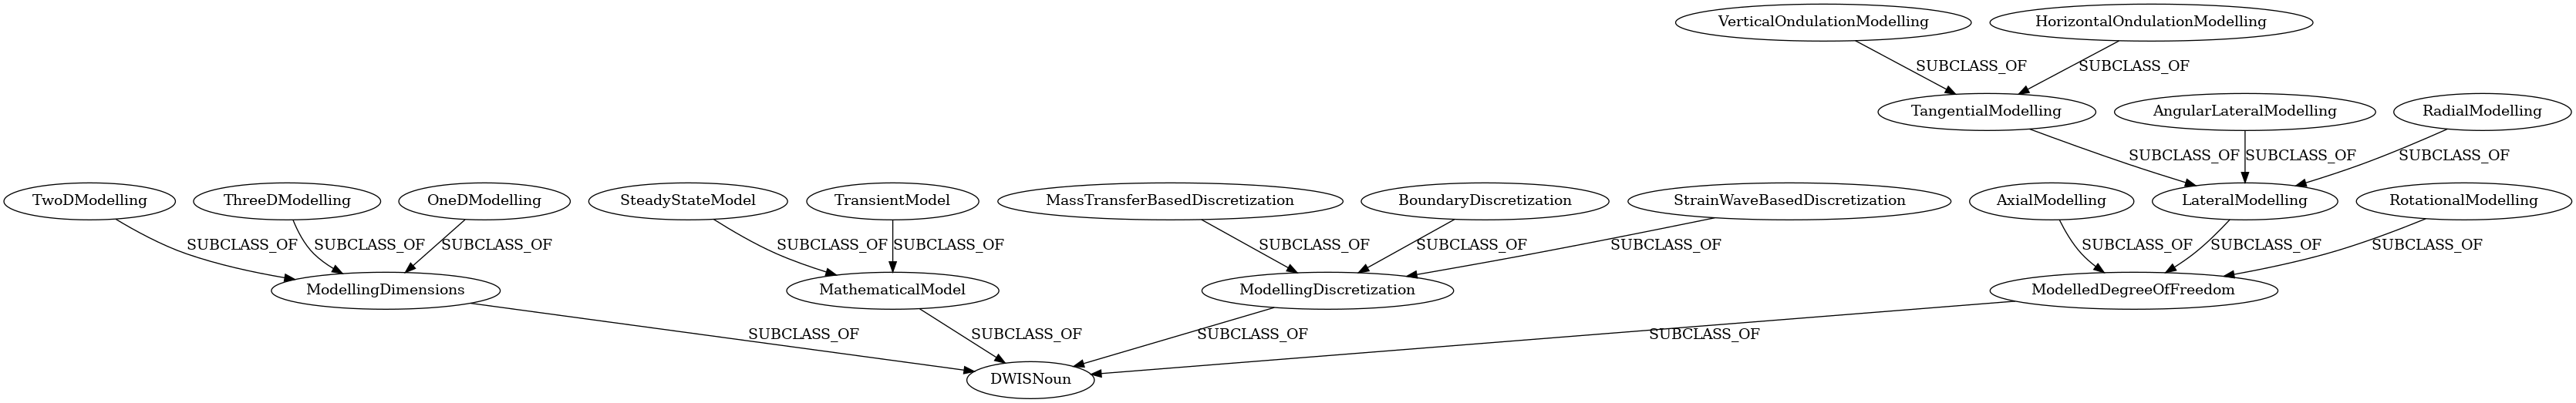 VerticalOndulationModelling
HorizontalOndulationModelling
SUBCLASS_OF
SUBCLASS_OF
TangentialModelling
AngularLateralModelling
RadialModelling
SUBCLASS_OF
SUBCLASS_OF
SUBCLASS_OF
TwoDModelling
ThreeDModelling
OneDModelling
SteadyStateModel
TransientModel
MassTransferBasedDiscretization
BoundaryDiscretization
StrainWaveBasedDiscretization
AxialModelling
LateralModelling
RotationalModelling
SUBCLASS_OF
SUBCLASS_OF
SUBCLASS_OF
SUBCLASS_OF
SUBCLASS_OF
SUBCLASS_OF
SUBCLASS_OF
SUBCLASS_OF
SUBCLASS_OF
SUBCLASS_OF
SUBCLASS_OF
ModellingDimensions
MathematicalModel
ModellingDiscretization
ModelledDegreeOfFreedom
SUBCLASS_OF
SUBCLASS_OF
SUBCLASS_OF
SUBCLASS_OF
DWISNoun